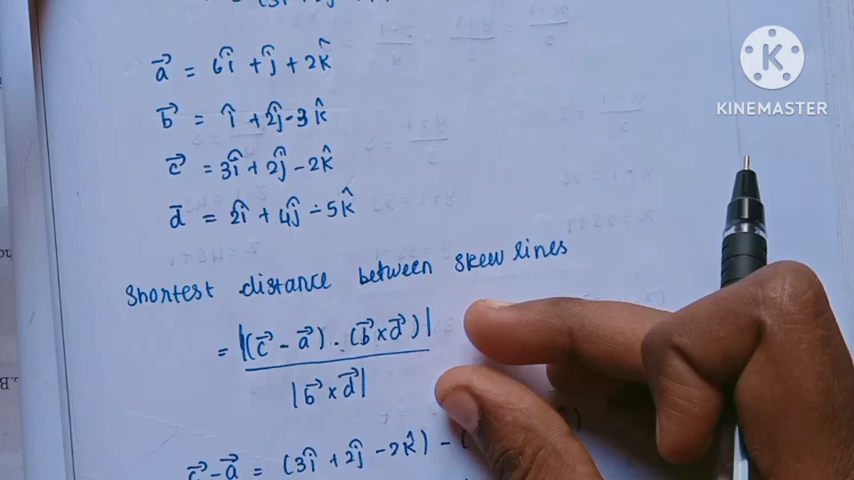 KINEMASTER
a⃗ = 6î + ĵ + 2k̂
b⃗ = î + 2ĵ - 3k̂
c⃗ = 3î + 2ĵ - 2k̂
d̄ = 2î + 4ĵ - 5k̂
Shortest distance between skew lines
= |(c⃗ - a⃗) . (b⃗ × d⃗)|
|b⃗ × d⃗|
c⃗ - a⃗ = (3î + 2ĵ - 2k̂) - (